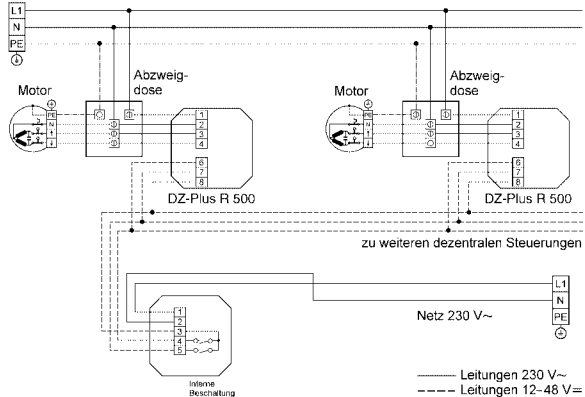 L1
N
PE
Motor
Abzweig-
dose
PE
N
1
2
3
4
6
7
8
DZ-Plus R 500
Motor
Abzweig-
dose
PE
N
1
2
3
4
6
7
8
DZ-Plus R 500
zu weiteren dezentralen Steuerungen
1
2
3
4
5
Interne
Beschaltung
L1
N
PE
Netz 230 V~
Leitungen 230 V~
Leitungen 12–48 V=